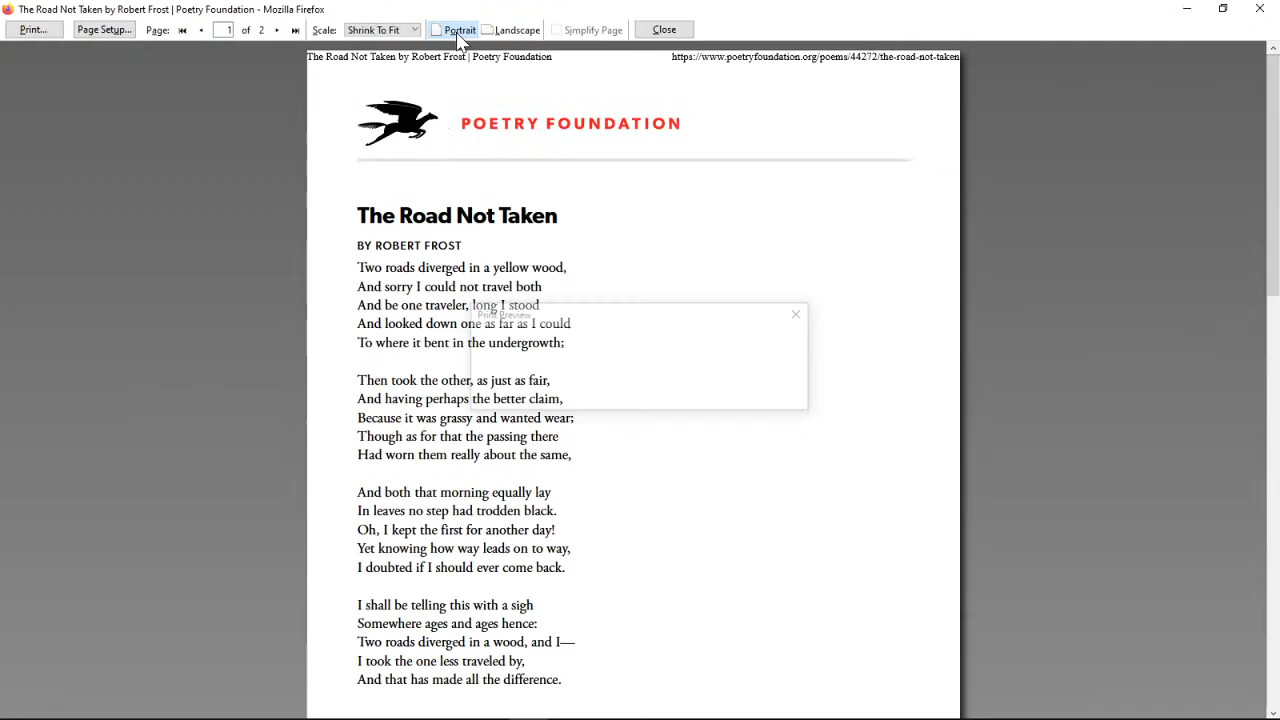 The Road Not Taken by Robert Frost | Poetry Foundation - Mozilla Firefox
Print... Page Setup... Page: 1 of 2 Scale: Shrink To Fit Portrait Landscape Simplify Page Close
The Road Not Taken by Robert Frost | Poetry Foundation https://www.poetryfoundation.org/poems/44272/the-road-not-taken
POETRY FOUNDATION
The Road Not Taken
BY ROBERT FROST
Two roads diverged in a yellow wood,
And sorry I could not travel both
And be one traveler, long I stood
Print Preview
And looked down one as far as I could
To where it bent in the undergrowth;
Then took the other, as just as fair,
And having perhaps the better claim,
Because it was grassy and wanted wear;
Though as for that the passing there
Had worn them really about the same,
And both that morning equally lay
In leaves no step had trodden black.
Oh, I kept the first for another day!
Yet knowing how way leads on to way,
I doubted if I should ever come back.
I shall be telling this with a sigh
Somewhere ages and ages hence:
Two roads diverged in a wood, and I—
I took the one less traveled by,
And that has made all the difference.